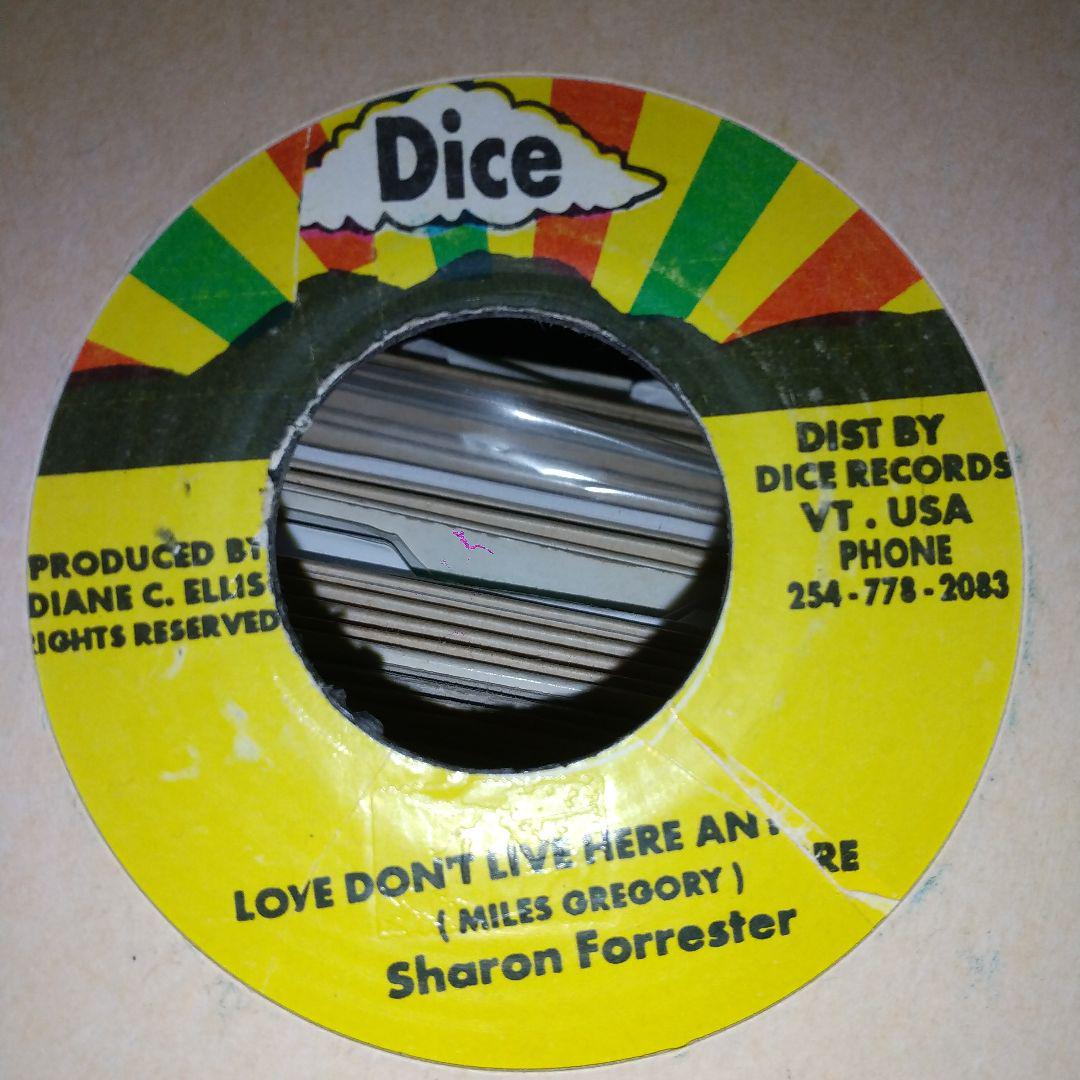 Dice
DIST BY
DICE RECORDS
VT . USA
PHONE
254-778-2083
PRODUCED BY
DIANE C. ELLIS
RIGHTS RESERVED
LOVE DON'T LIVE HERE
( MILES GREGORY )
Sharon Forrester